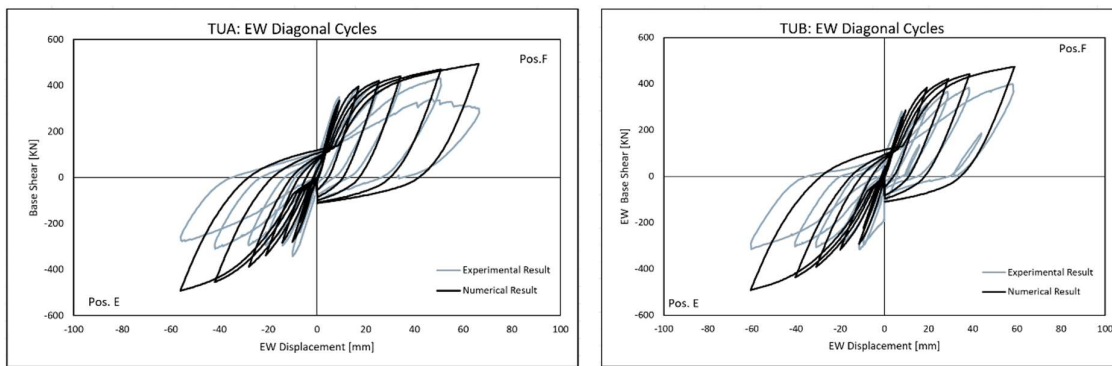 TUA: EW Diagonal Cycles
600
400
200
0
-200
-400
-600
Base Shear [KN]
Pos.F
Pos. E
Experimental Result
Numerical Result
-100 -80 -60 -40 -20 0 20 40 60 80 100
EW Displacement [mm]
TUB: EW Diagonal Cycles
600
400
200
0
-200
-400
-600
EW Base Shear [KN]
Pos.F
Pos. E
Experimental Result
Numerical Result
-100 -80 -60 -40 -20 0 20 40 60 80 100
EW Displacement [mm]